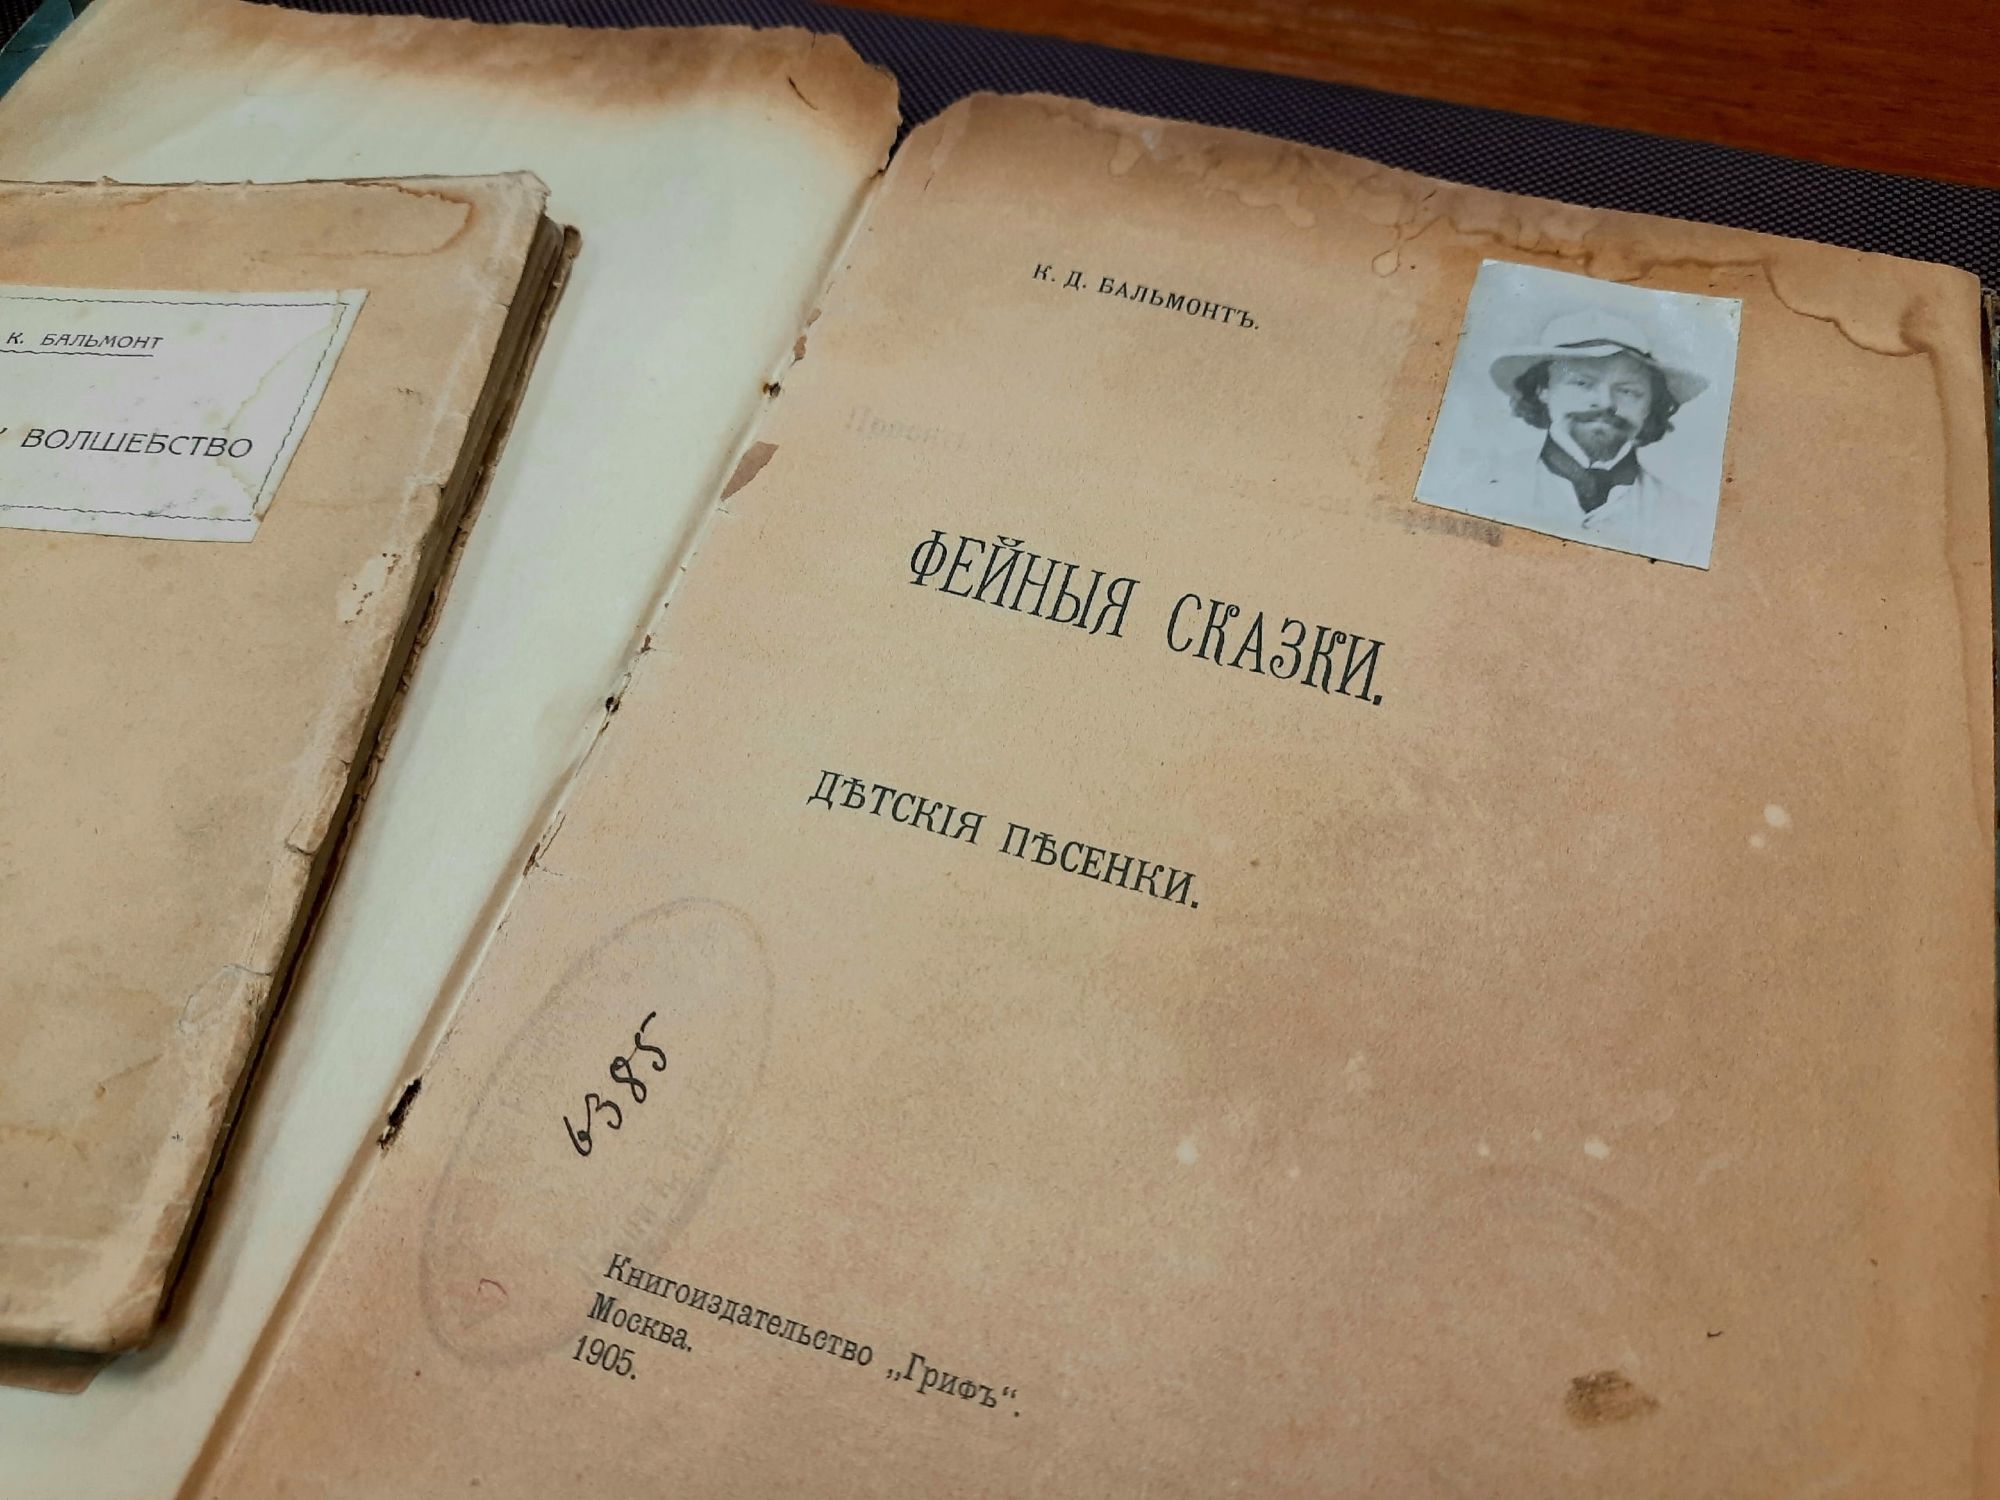 К. БАЛЬМОНТ
ВОЛШЕБСТВО
К. Д. БАЛЬМОНТЪ.
ФЕЙНЫЯ СКАЗКИ.
ДѢТСКІЯ ПѢСЕНКИ.
6385
Книгоиздательство „Грифъ“.
Москва.
1905.